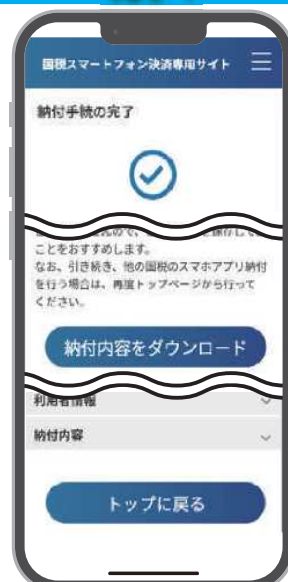 国税スマートフォン決済専用サイト
納付手続の完了
ことをおすすめします。
なお、引き続き、他の国税のスマホアプリ納付
を行う場合は、再度トップページから行って
ください。
納付内容をダウンロード
利用者情報
納付内容
トップに戻る